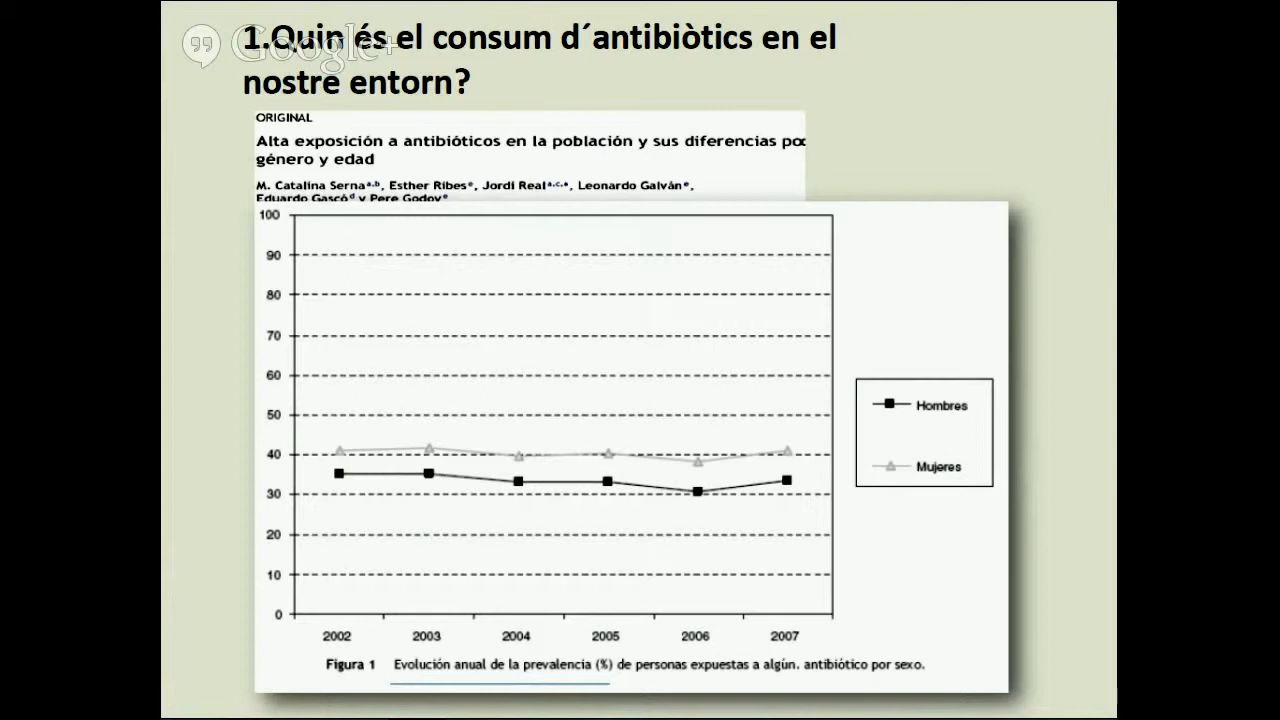 1.Quin és el consum d´antibiòtics en el
nostre entorn?
Google+
ORIGINAL
Alta exposición a antibióticos en la población y sus diferencias por
género y edad
M. Catalina Serna a,b, Esther Ribes e, Jordi Real a,c,*, Leonardo Galván e,
Eduardo Gascó d y Pere Godoy e
100
90
80
70
60
50
40
30
20
10
0
Hombres
Mujeres
2002 2003 2004 2005 2006 2007
Figura 1 Evolución anual de la prevalencia (%) de personas expuestas a algún. antibiótico por sexo.